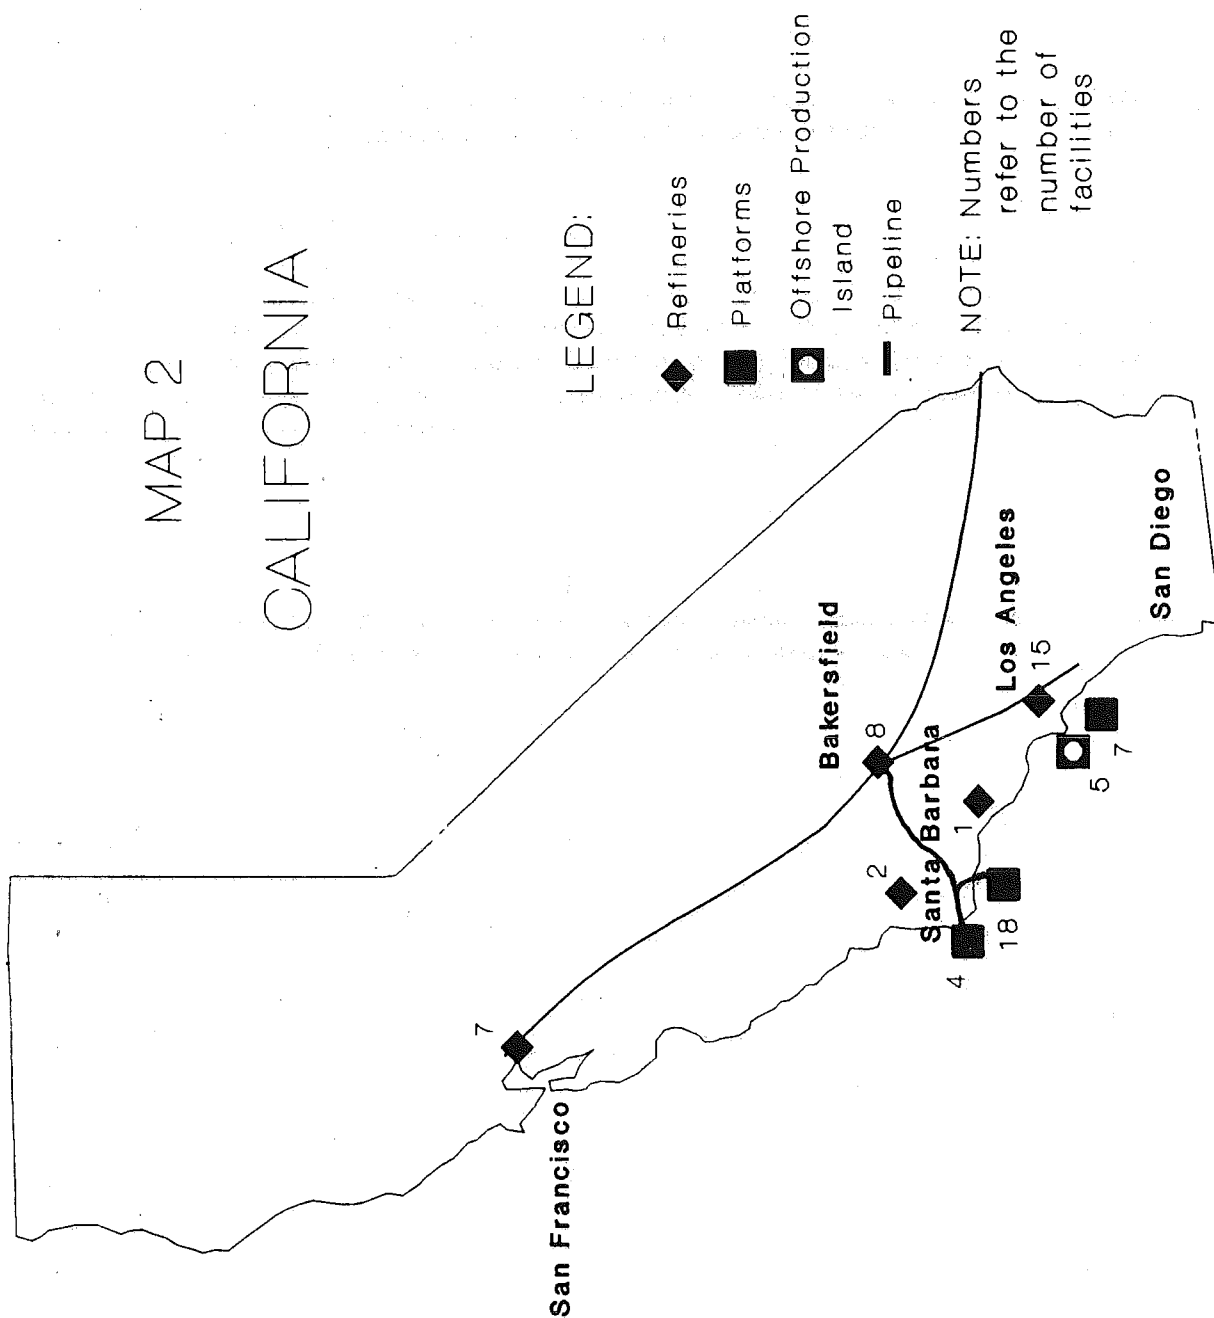 MAP 2
CALIFORNIA
LEGEND:
Refineries
Platforms
Offshore Production
Island
Pipeline
NOTE: Numbers
refer to the
number of
facilities
7
San Francisco
Bakersfield
8
2
Santa Barbara
1
4
18
Los Angeles
15
5
7
San Diego